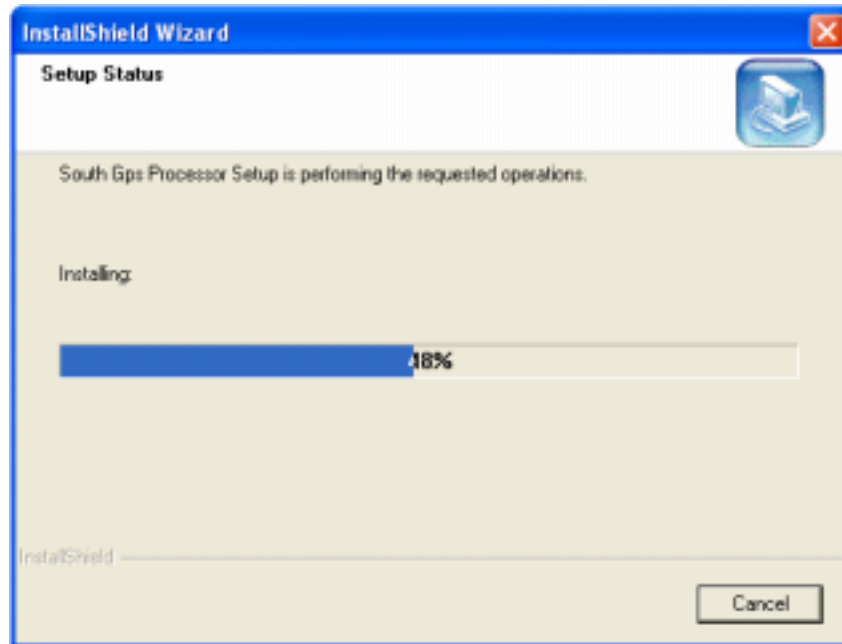 InstallShield Wizard
Setup Status
South Gps Processor Setup is performing the requested operations.
Installing:
48%
InstallShield
Cancel